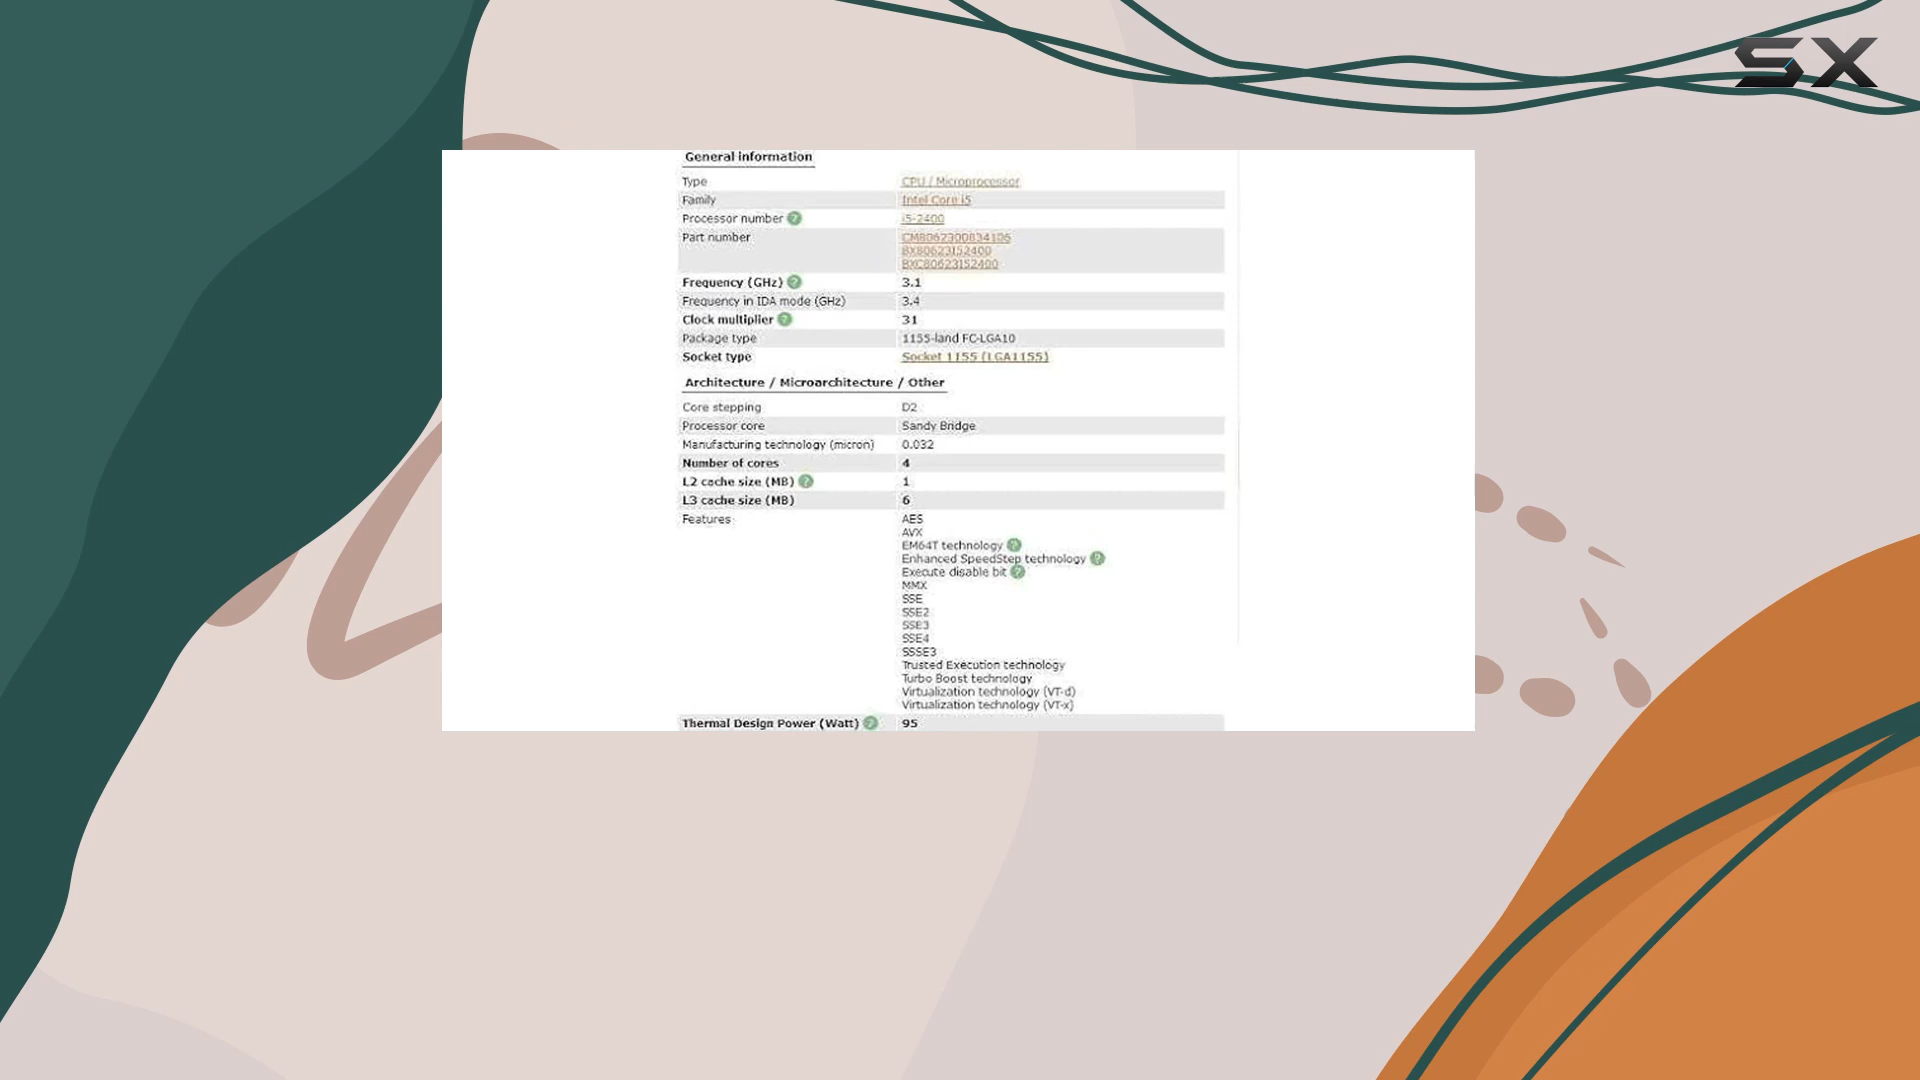 SX
General information
Type CPU / Microprocessor
Family Intel Core i5
Processor number ? i5-2400
Part number CM8062300834106
BX80623I52400
BXC80623I52400
Frequency (GHz) ? 3.1
Frequency in IDA mode (GHz) 3.4
Clock multiplier ? 31
Package type 1155-land FC-LGA10
Socket type Socket 1155 (LGA1155)
Architecture / Microarchitecture / Other
Core stepping D2
Processor core Sandy Bridge
Manufacturing technology (micron) 0.032
Number of cores 4
L2 cache size (MB) ? 1
L3 cache size (MB) 6
Features AES
AVX
EM64T technology ?
Enhanced SpeedStep technology ?
Execute disable bit ?
MMX
SSE
SSE2
SSE3
SSE4
SSSE3
Trusted Execution technology
Turbo Boost technology
Virtualization technology (VT-d)
Virtualization technology (VT-x)
Thermal Design Power (Watt) ? 95